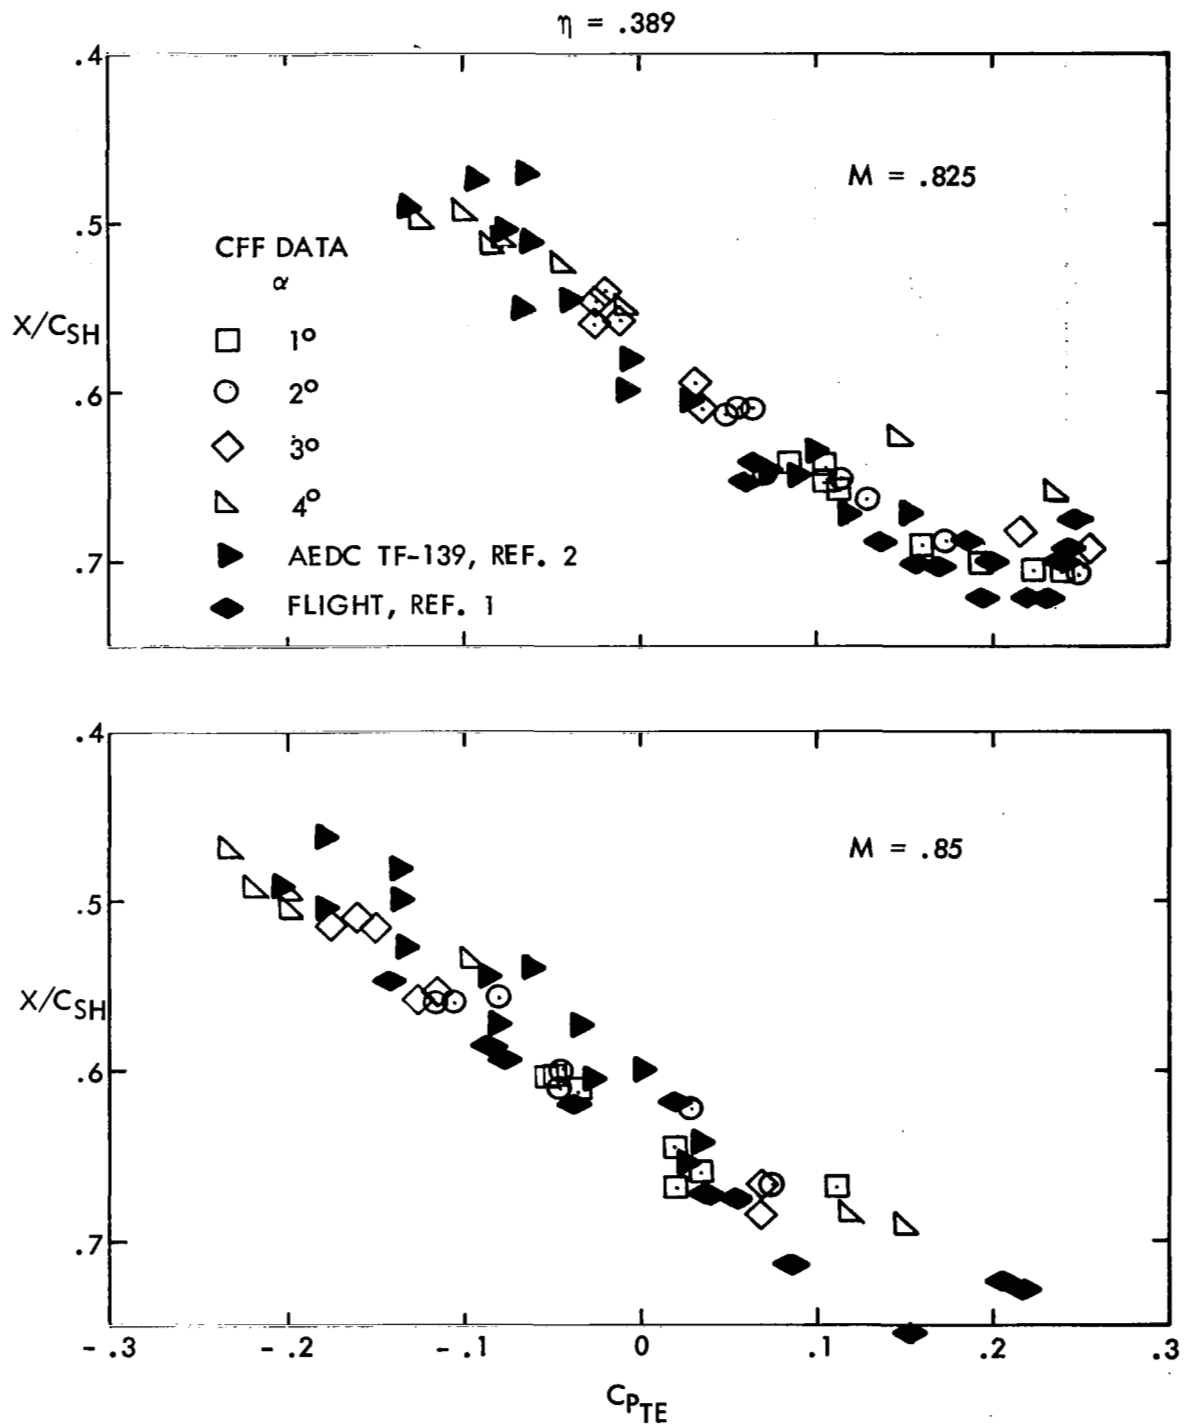 η = .389
.4
.5
.6
.7
X/C_SH
M = .825
CFF DATA
α
1°
2°
3°
4°
AEDC TF-139, REF. 2
FLIGHT, REF. 1
.4
.5
.6
.7
X/C_SH
M = .85
-.3
-.2
-.1
0
.1
.2
.3
C_P_TE